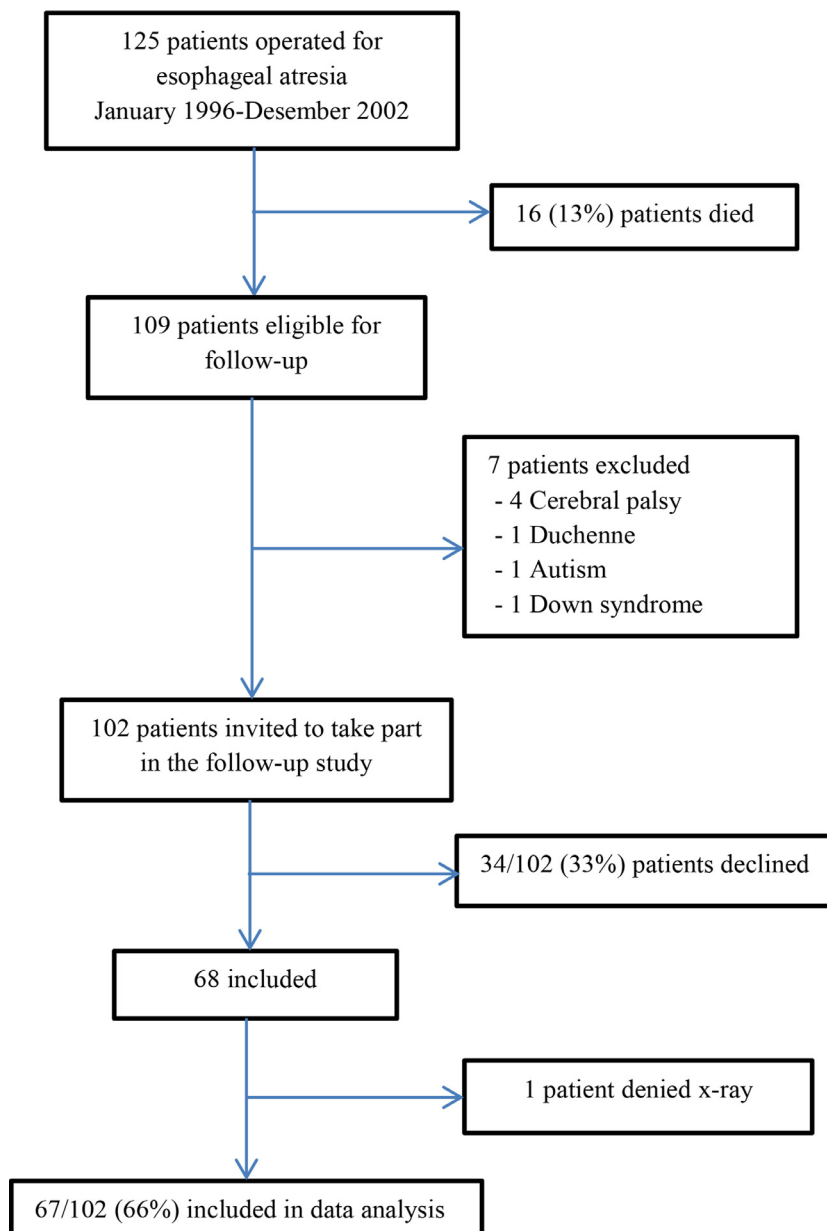 125 patients operated for
esophageal atresia
January 1996-Desember 2002
16 (13%) patients died
109 patients eligible for
follow-up
7 patients excluded
- 4 Cerebral palsy
- 1 Duchenne
- 1 Autism
- 1 Down syndrome
102 patients invited to take part
in the follow-up study
34/102 (33%) patients declined
68 included
1 patient denied x-ray
67/102 (66%) included in data analysis